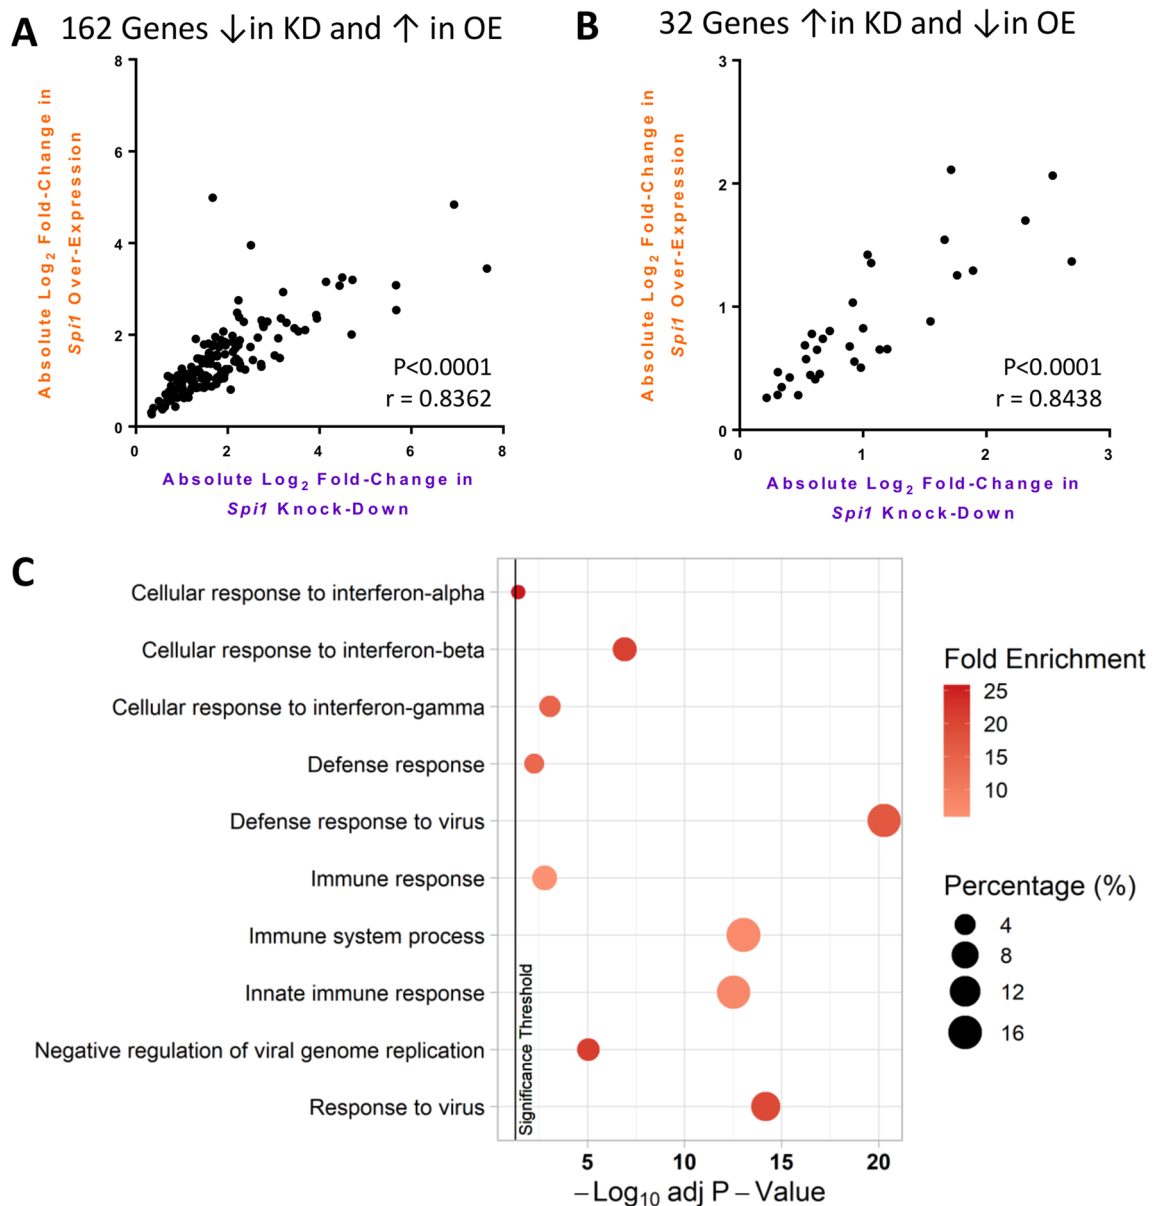 A
162 Genes ↓in KD and ↑ in OE
Absolute Log2 Fold-Change in
Spi1 Over-Expression
8
6
4
2
0
P<0.0001
r = 0.8362
0 2 4 6 8
Absolute Log2 Fold-Change in
Spi1 Knock-Down
B
32 Genes ↑in KD and ↓in OE
Absolute Log2 Fold-Change in
Spi1 Over-Expression
3
2
1
0
P<0.0001
r = 0.8438
0 1 2 3
Absolute Log2 Fold-Change in
Spi1 Knock-Down
C
Cellular response to interferon-alpha
Cellular response to interferon-beta
Cellular response to interferon-gamma
Defense response
Defense response to virus
Immune response
Immune system process
Innate immune response
Negative regulation of viral genome replication
Response to virus
Significance Threshold
5 10 15 20
−Log10 adj P − Value
Fold Enrichment
25
20
15
10
Percentage (%)
4
8
12
16